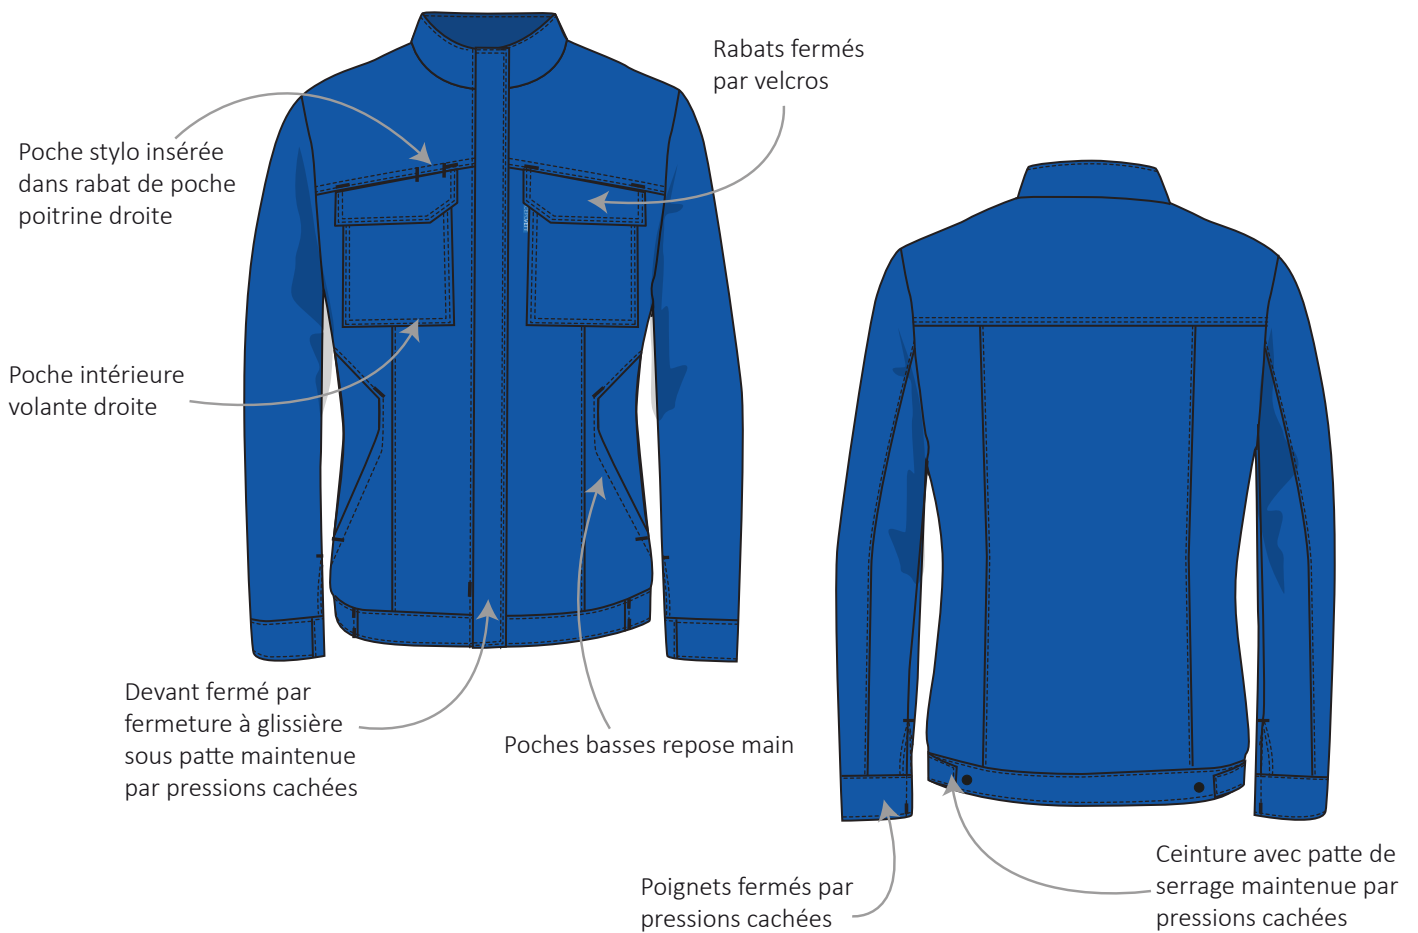 Rabats fermés
par velcros
Poche stylo insérée
dans rabat de poche
poitrine droite
Poche intérieure
volante droite
Devant fermé par
fermeture à glissière
sous patte maintenue
par pressions cachées
Poches basses repose main
Poignets fermés par
pressions cachées
Ceinture avec patte de
serrage maintenue par
pressions cachées